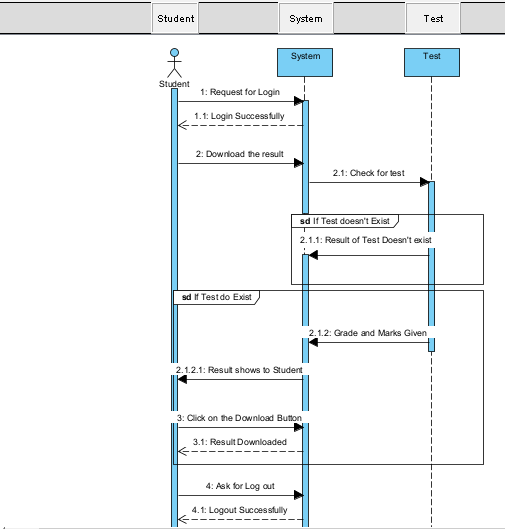 Student System Test
System Test
Student
1: Request for Login
1.1: Login Successfully
2: Download the result
2.1: Check for test
sd If Test doesn't Exist
2.1.1: Result of Test Doesn't exist
sd If Test do Exist
2.1.2: Grade and Marks Given
2.1.2.1: Result shows to Student
3: Click on the Download Button
3.1: Result Downloaded
4: Ask for Log out
4.1: Logout Successfully